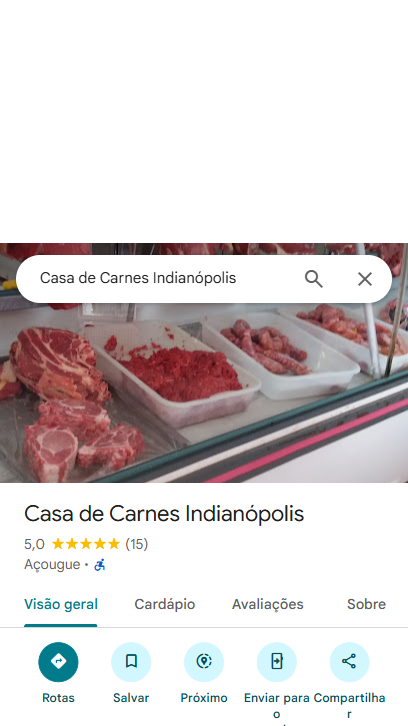 Casa de Carnes Indianópolis
Casa de Carnes Indianópolis
5,0 (15)
Açougue ·
Visão geral Cardápio Avaliações Sobre
Rotas Salvar Próximo Enviar para Compartilha
o r